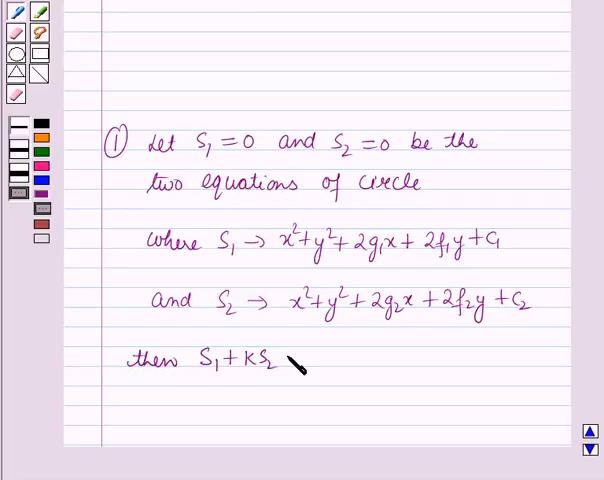 ① Let S₁ = 0 and S₂ = 0 be the
two equations of circle
where S₁ → x² + y² + 2g₁x + 2f₁y + C₁
and S₂ → x² + y² + 2g₂x + 2f₂y + C₂
then S₁ + KS₂